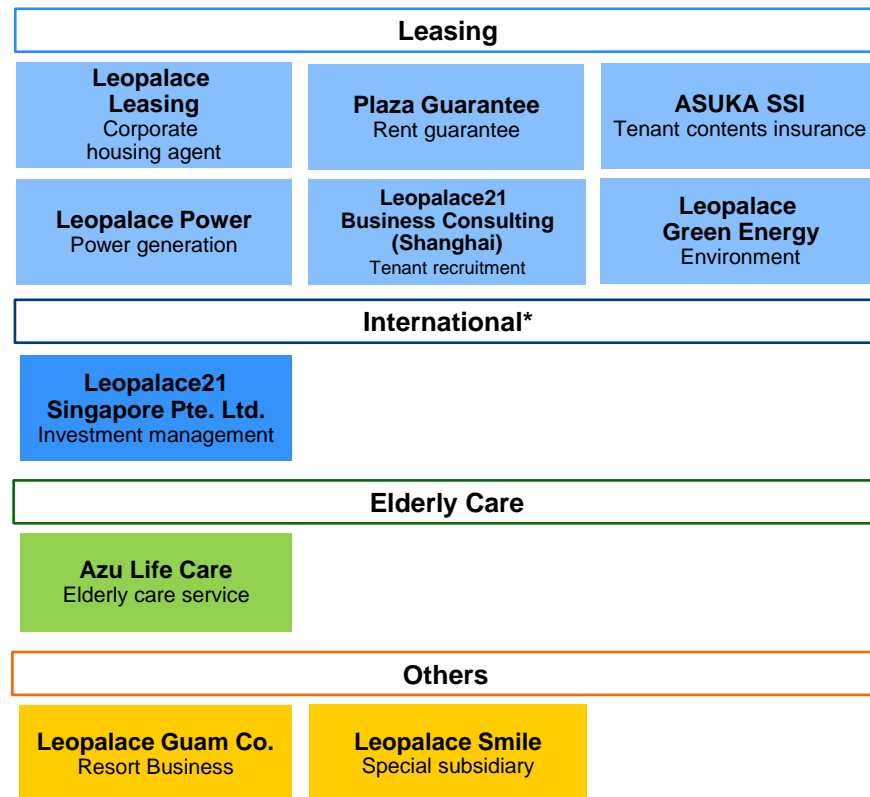 Leasing
Leopalace
Leasing
Corporate
housing agent
Plaza Guarantee
Rent guarantee
ASUKA SSI
Tenant contents insurance
Leopalace Power
Power generation
Leopalace21
Business Consulting
(Shanghai)
Tenant recruitment
Leopalace
Green Energy
Environment
International*
Leopalace21
Singapore Pte. Ltd.
Investment management
Elderly Care
Azu Life Care
Elderly care service
Others
Leopalace Guam Co.
Resort Business
Leopalace Smile
Special subsidiary